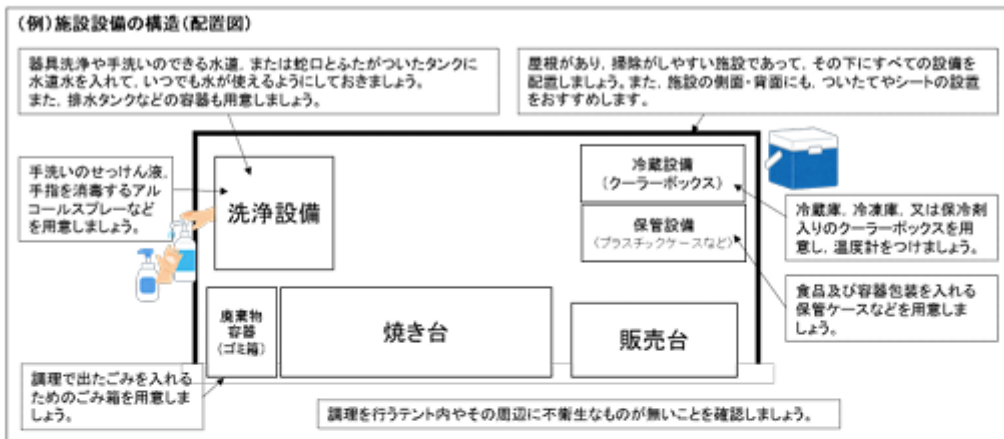 (例)施設設備の構造(配置図)
器具洗浄や手洗いのできる水道，または蛇口とふたがついたタンクに
水道水を入れて，いつでも水が使えるようにしておきましょう。
また，排水タンクなどの容器も用意しましょう。
屋根があり，掃除がしやすい施設であって，その下にすべての設備を
配置しましょう。また，施設の側面・背面にも，ついたてやシートの設置
をおすすめします。
手洗いのせっけん液，
手指を消毒するアル
コールスプレーなど
を用意しましょう。
洗浄設備
冷蔵設備
(クーラーボックス)
保管設備
(プラスチックケースなど)
冷蔵庫，冷凍庫，又は保冷剤
入りのクーラーボックスを用
意し，温度計をつけましょう。
食品及び容器包装を入れる
保管ケースなどを用意しま
しょう。
廃棄物
容器
(ゴミ箱)
焼き台
販売台
調理で出たごみを入れる
ためのごみ箱を用意しま
しょう。
調理を行うテント内やその周辺に不衛生なものが無いことを確認しましょう。